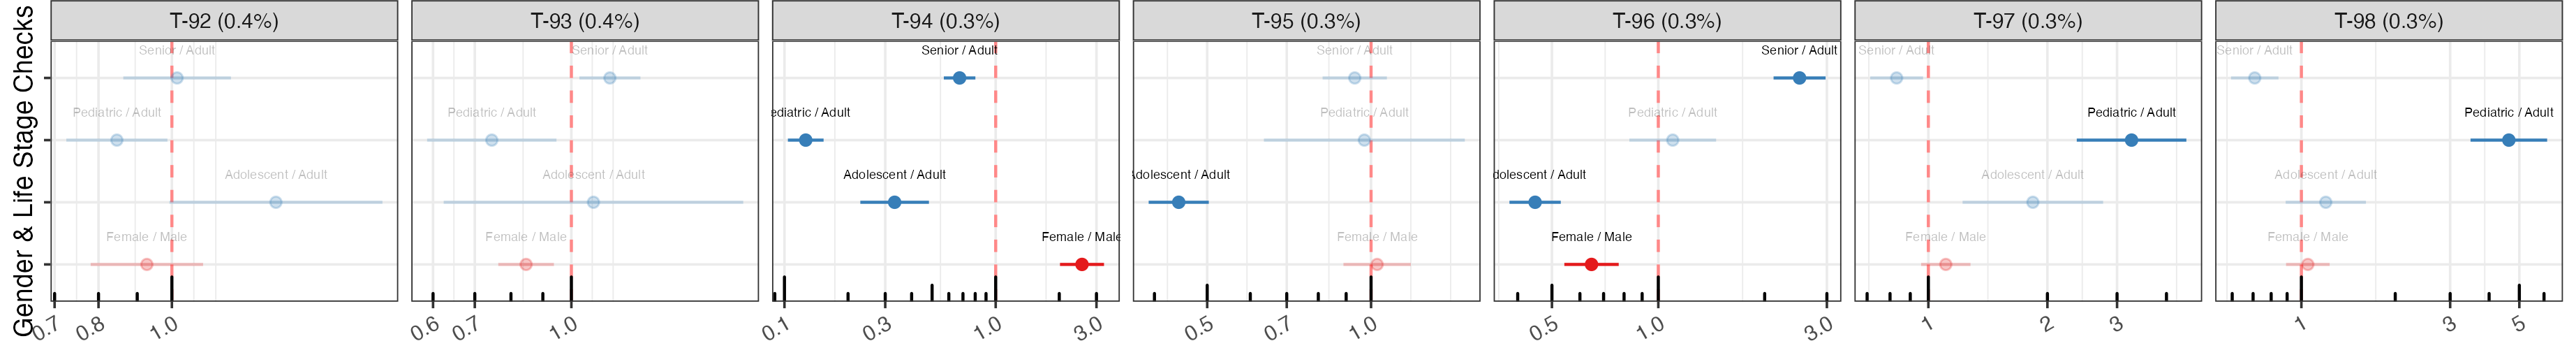 Gender & Life Stage Checks
T-92 (0.4%)
Senior / Adult
Pediatric / Adult
Adolescent / Adult
Female / Male
0.7 0.8 1.0
T-93 (0.4%)
Senior / Adult
Pediatric / Adult
Adolescent / Adult
Female / Male
0.6 0.7 1.0
T-94 (0.3%)
Senior / Adult
ediatric / Adult
Adolescent / Adult
Female / Male
0.1 0.3 1.0 3.0
T-95 (0.3%)
Senior / Adult
Pediatric / Adult
Adolescent / Adult
Female / Male
0.5 0.7 1.0
T-96 (0.3%)
Senior / Adult
Pediatric / Adult
dolescent / Adult
Female / Male
0.5 1.0 3.0
T-97 (0.3%)
Senior / Adult
Pediatric / Adult
Adolescent / Adult
Female / Male
1 2 3
T-98 (0.3%)
Senior / Adult
Pediatric / Adult
Adolescent / Adult
Female / Male
1 3 5